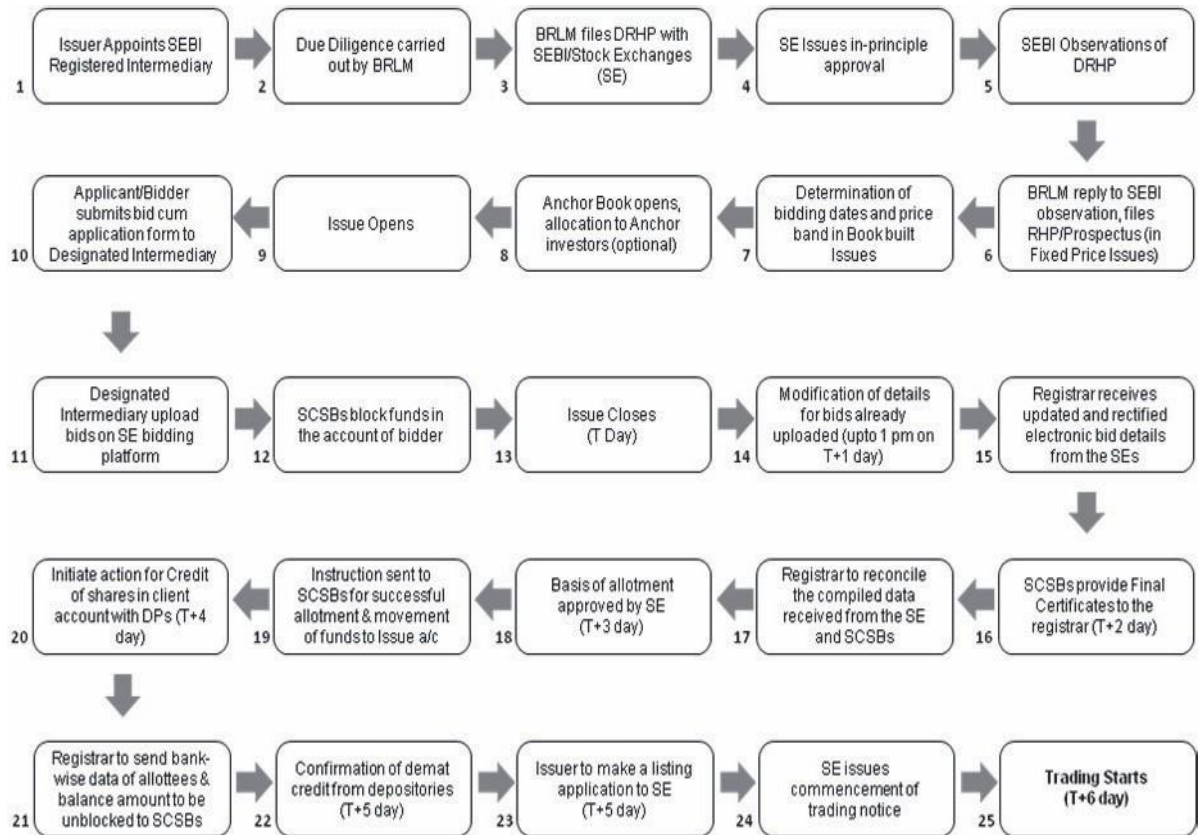 Issuer Appoints SEBI
Registered Intermediary
1
Due Diligence carried
out by BRLM
2
BRLM files DRHP with
SEBI/Stock Exchanges
(SE)
3
SE Issues in-principle
approval
4
SEBI Observations of
DRHP
5
BRLM reply to SEBI
observation, files
RHP/Prospectus (in
Fixed Price Issues)
6
Determination of
bidding dates and price
band in Book built
Issues
7
Anchor Book opens,
allocation to Anchor
investors (optional)
8
Issue Opens
9
Applicant/Bidder
submits bid cum
application form to
Designated Intermediary
10
Designated
Intermediary upload
bids on SE bidding
platform
11
SCSBs block funds in
the account of bidder
12
Issue Closes
(T Day)
13
Modification of details
for bids already
uploaded (upto 1 pm on
T+1 day)
14
Registrar receives
updated and rectified
electronic bid details
from the SEs
15
SCSBs provide Final
Certificates to the
registrar (T+2 day)
16
Registrar to reconcile
the compiled data
received from the SE
and SCSBs
17
Basis of allotment
approved by SE
(T+3 day)
18
Instruction sent to
SCSBs for successful
allotment & movement
of funds to Issue a/c
19
Initiate action for Credit
of shares in client
account with DPs (T+4
day)
20
Registrar to send bank-
wise data of allottees &
balance amount to be
unblocked to SCSBs
21
Confirmation of demat
credit from depositories
(T+5 day)
22
Issuer to make a listing
application to SE
(T+5 day)
23
SE issues
commencement of
trading notice
24
Trading Starts
(T+6 day)
25